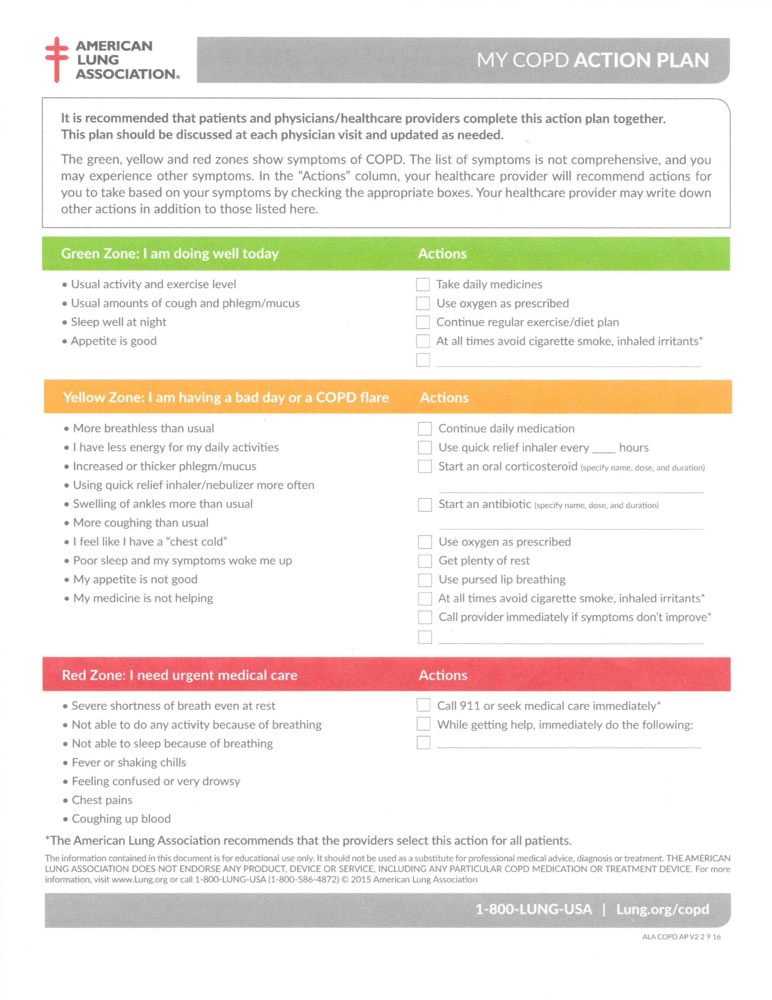 AMERICAN
LUNG
ASSOCIATION®
MY COPD ACTION PLAN
It is recommended that patients and physicians/healthcare providers complete this action plan together.
This plan should be discussed at each physician visit and updated as needed.
The green, yellow and red zones show symptoms of COPD. The list of symptoms is not comprehensive, and you
may experience other symptoms. In the “Actions” column, your healthcare provider will recommend actions for
you to take based on your symptoms by checking the appropriate boxes. Your healthcare provider may write down
other actions in addition to those listed here.
Green Zone: I am doing well today
• Usual activity and exercise level
• Usual amounts of cough and phlegm/mucus
• Sleep well at night
• Appetite is good
Actions
Take daily medicines
Use oxygen as prescribed
Continue regular exercise/diet plan
At all times avoid cigarette smoke, inhaled irritants*
Yellow Zone: I am having a bad day or a COPD flare
• More breathless than usual
• I have less energy for my daily activities
• Increased or thicker phlegm/mucus
• Using quick relief inhaler/nebulizer more often
• Swelling of ankles more than usual
• More coughing than usual
• I feel like I have a “chest cold”
• Poor sleep and my symptoms woke me up
• My appetite is not good
• My medicine is not helping
Actions
Continue daily medication
Use quick relief inhaler every ___ hours
Start an oral corticosteroid (specify name, dose, and duration)
Start an antibiotic (specify name, dose, and duration)
Use oxygen as prescribed
Get plenty of rest
Use pursed lip breathing
At all times avoid cigarette smoke, inhaled irritants*
Call provider immediately if symptoms don’t improve*
Red Zone: I need urgent medical care
• Severe shortness of breath even at rest
• Not able to do any activity because of breathing
• Not able to sleep because of breathing
• Fever or shaking chills
• Feeling confused or very drowsy
• Chest pains
• Coughing up blood
Actions
Call 911 or seek medical care immediately*
While getting help, immediately do the following:
*The American Lung Association recommends that the providers select this action for all patients.
The information contained in this document is for educational use only. It should not be used as a substitute for professional medical advice, diagnosis or treatment. THE AMERICAN
LUNG ASSOCIATION DOES NOT ENDORSE ANY PRODUCT, DEVICE OR SERVICE, INCLUDING ANY PARTICULAR COPD MEDICATION OR TREATMENT DEVICE. For more
information, visit www.Lung.org or call 1-800-LUNG-USA (1-800-586-4872) © 2015 American Lung Association
1-800-LUNG-USA | Lung.org/copd
ALA COPD AP V2 2 9 16